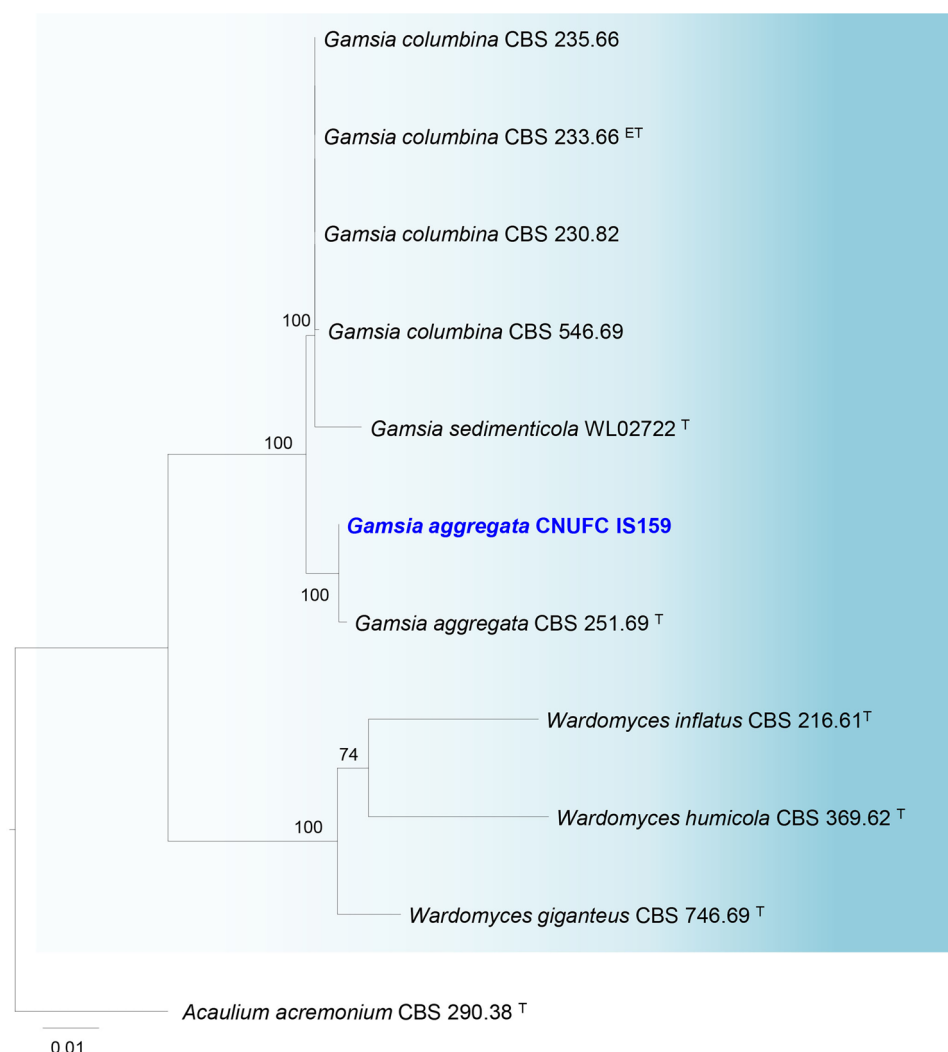 Gamsia columbina CBS 235.66
Gamsia columbina CBS 233.66 ET
Gamsia columbina CBS 230.82
100
Gamsia columbina CBS 546.69
Gamsia sedimenticola WL02722 T
100
Gamsia aggregata CNUFC IS159
100
Gamsia aggregata CBS 251.69 T
Wardomyces inflatus CBS 216.61 T
74
Wardomyces humicola CBS 369.62 T
100
Wardomyces giganteus CBS 746.69 T
Acaulium acremonium CBS 290.38 T
0.01